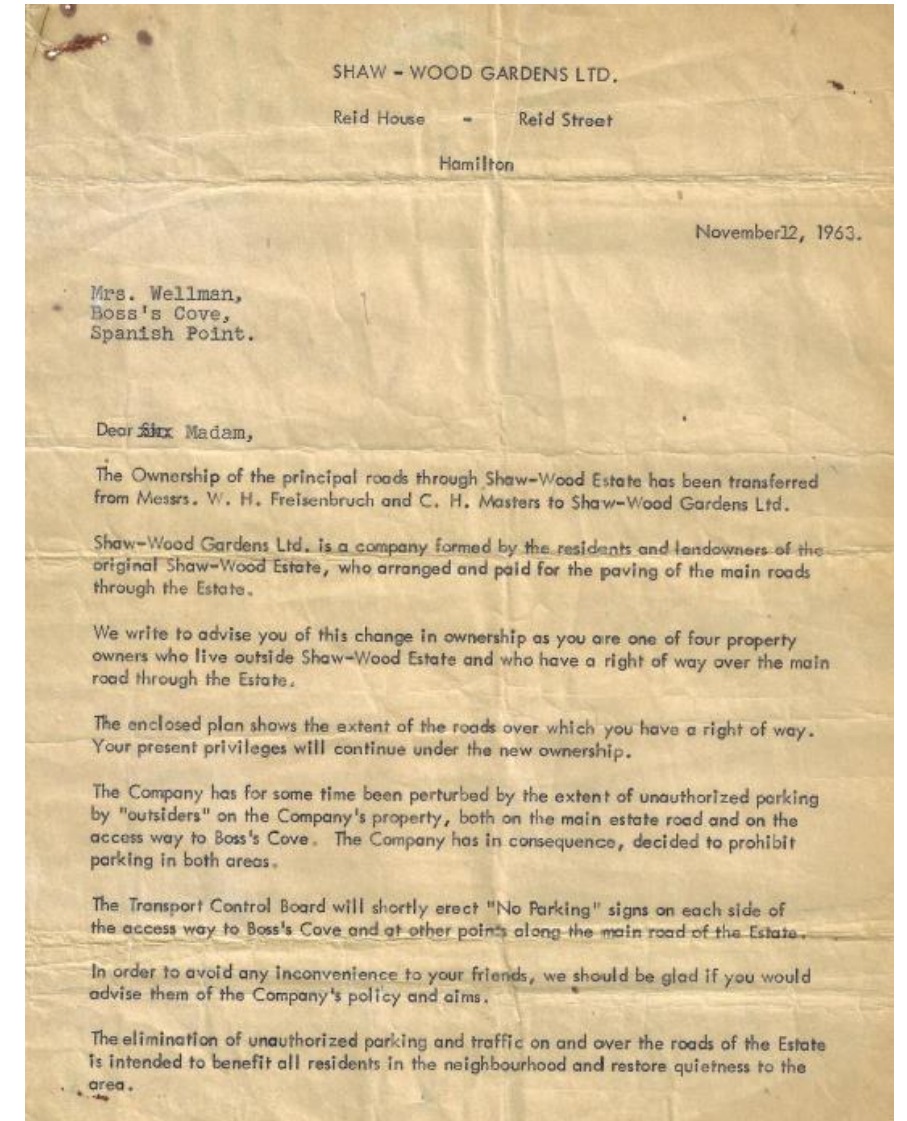 SHAW - WOOD GARDENS LTD.
Reid House - Reid Street
Hamilton
November12, 1963.
Mrs. Wellman,
Boss's Cove,
Spanish Point.
Dear Sir Madam,
The Ownership of the principal roads through Shaw-Wood Estate has been transferred
from Messrs. W. H. Freisenbruch and C. H. Masters to Shaw-Wood Gardens Ltd.
Shaw-Wood Gardens Ltd. is a company formed by the residents and landowners of the
original Shaw-Wood Estate, who arranged and paid for the paving of the main roads
through the Estate.
We write to advise you of this change in ownership as you are one of four property
owners who live outside Shaw-Wood Estate and who have a right of way over the main
road through the Estate.
The enclosed plan shows the extent of the roads over which you have a right of way.
Your present privileges will continue under the new ownership.
The Company has for some time been perturbed by the extent of unauthorized parking
by "outsiders" on the Company's property, both on the main estate road and on the
access way to Boss's Cove. The Company has in consequence, decided to prohibit
parking in both areas.
The Transport Control Board will shortly erect "No Parking" signs on each side of
the access way to Boss's Cove and at other points along the main road of the Estate.
In order to avoid any inconvenience to your friends, we should be glad if you would
advise them of the Company's policy and aims.
The elimination of unauthorized parking and traffic on and over the roads of the Estate
is intended to benefit all residents in the neighbourhood and restore quietness to the
area.